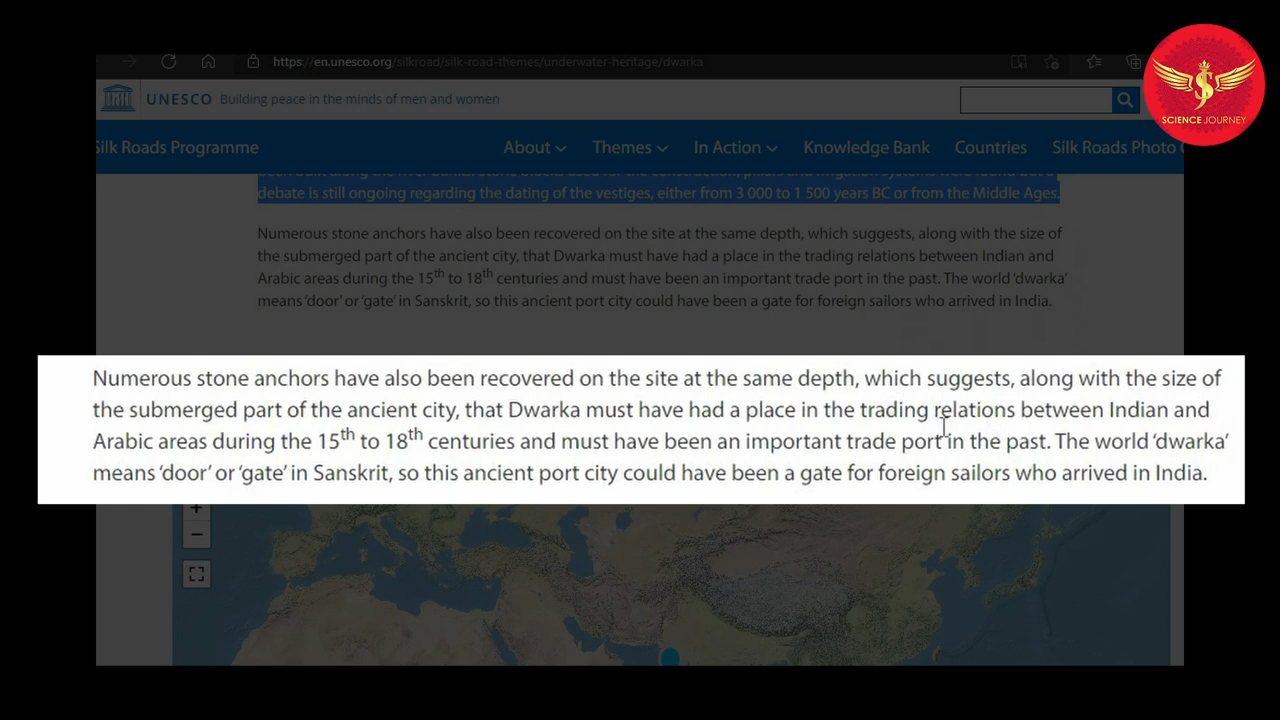 https://en.unesco.org/silkroad/silk-road-themes/underwater-heritage/dwarka
UNESCO Building peace in the minds of men and women
SCIENCE JOURNEY
Silk Roads Programme About Themes In Action Knowledge Bank Countries Silk Roads Photo
debate is still ongoing regarding the dating of the vestiges, either from 3 000 to 1 500 years BC or from the Middle Ages.
Numerous stone anchors have also been recovered on the site at the same depth, which suggests, along with the size of
the submerged part of the ancient city, that Dwarka must have had a place in the trading relations between Indian and
Arabic areas during the 15th to 18th centuries and must have been an important trade port in the past. The world ‘dwarka’
means ‘door’ or ‘gate’ in Sanskrit, so this ancient port city could have been a gate for foreign sailors who arrived in India.
Numerous stone anchors have also been recovered on the site at the same depth, which suggests, along with the size of
the submerged part of the ancient city, that Dwarka must have had a place in the trading relations between Indian and
Arabic areas during the 15th to 18th centuries and must have been an important trade port in the past. The world ‘dwarka’
means ‘door’ or ‘gate’ in Sanskrit, so this ancient port city could have been a gate for foreign sailors who arrived in India.